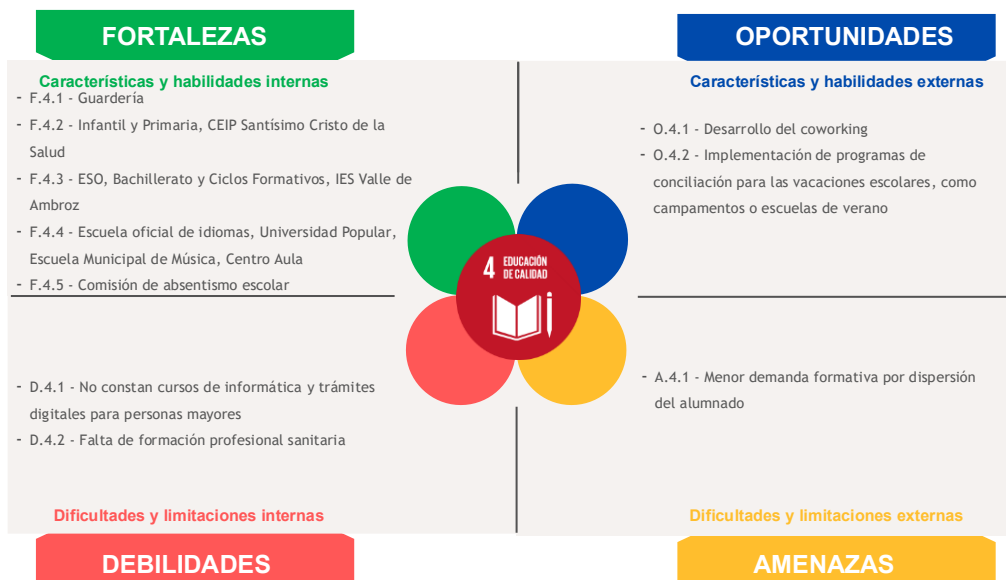 FORTALEZAS
Características y habilidades internas
- F.4.1 - Guardería
- F.4.2 - Infantil y Primaria, CEIP Santísimo Cristo de la
Salud
- F.4.3 - ESO, Bachillerato y Ciclos Formativos, IES Valle de
Ambroz
- F.4.4 - Escuela oficial de idiomas, Universidad Popular,
Escuela Municipal de Música, Centro Aula
- F.4.5 - Comisión de absentismo escolar
OPORTUNIDADES
Características y habilidades externas
- O.4.1 - Desarrollo del coworking
- O.4.2 - Implementación de programas de
conciliación para las vacaciones escolares, como
campamentos o escuelas de verano
4 EDUCACIÓN
DE CALIDAD
- D.4.1 - No constan cursos de informática y trámites
digitales para personas mayores
- D.4.2 - Falta de formación profesional sanitaria
Dificultades y limitaciones internas
DEBILIDADES
- A.4.1 - Menor demanda formativa por dispersión
del alumnado
Dificultades y limitaciones externas
AMENAZAS